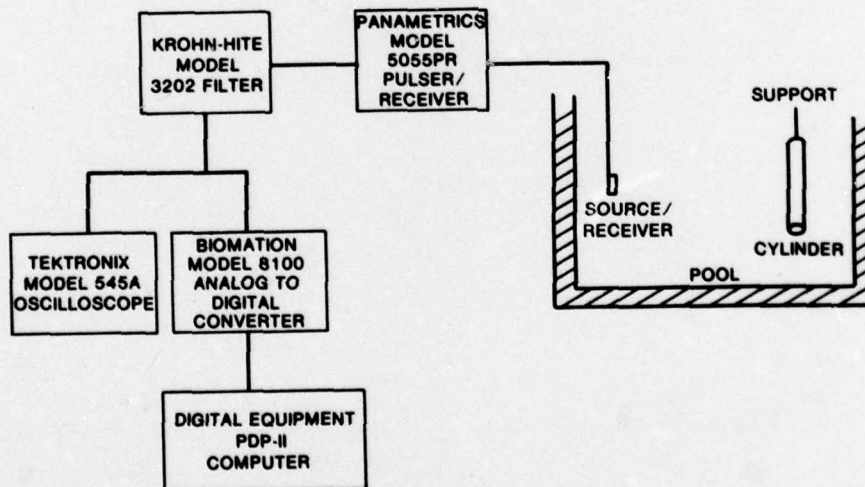 KROHN-HITE
MODEL
3202 FILTER
PANAMETRICS
MODEL
5055PR
PULSER/
RECEIVER
SUPPORT
SOURCE/
RECEIVER
CYLINDER
POOL
TEKTRONIX
MODEL 545A
OSCILLOSCOPE
BIOMATION
MODEL 8100
ANALOG TO
DIGITAL
CONVERTER
DIGITAL EQUIPMENT
PDP-II
COMPUTER